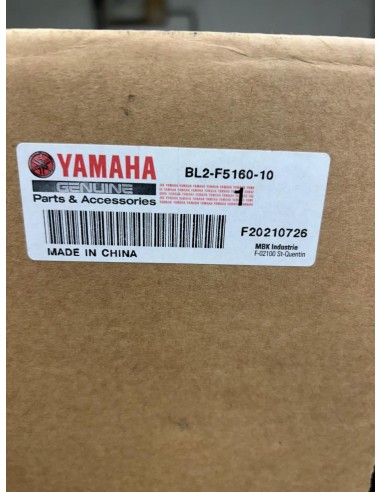 YAMAHA
GENUINE
Parts & Accessories
BL2-F5160-10
1
F20210726
MBK Industrie
F-02100 St-Quentin
MADE IN CHINA